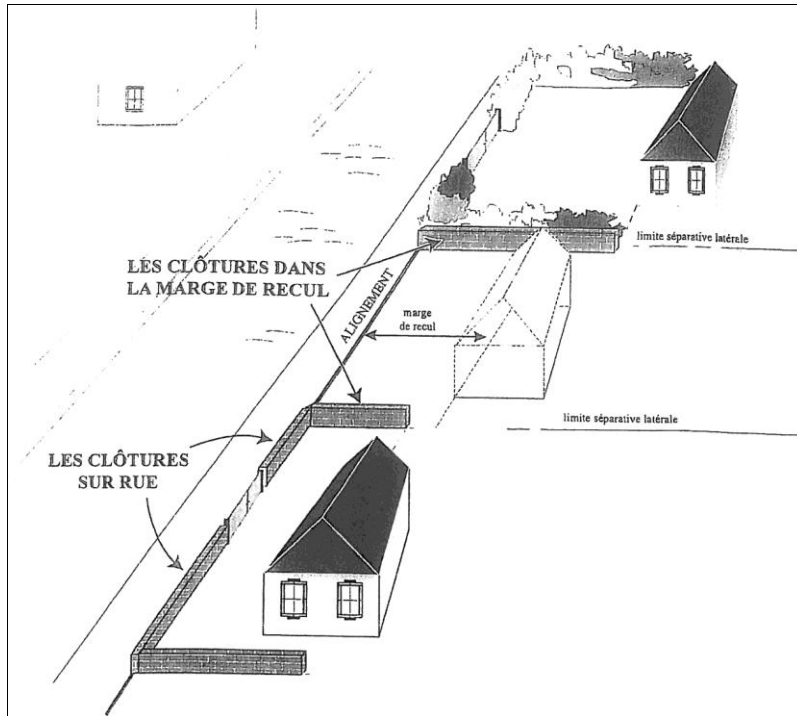 limite séparative latérale
LES CLÔTURES DANS
LA MARGE DE RECUL
ALIGNEMENT
marge
de recul
limite séparative latérale
LES CLÔTURES
SUR RUE